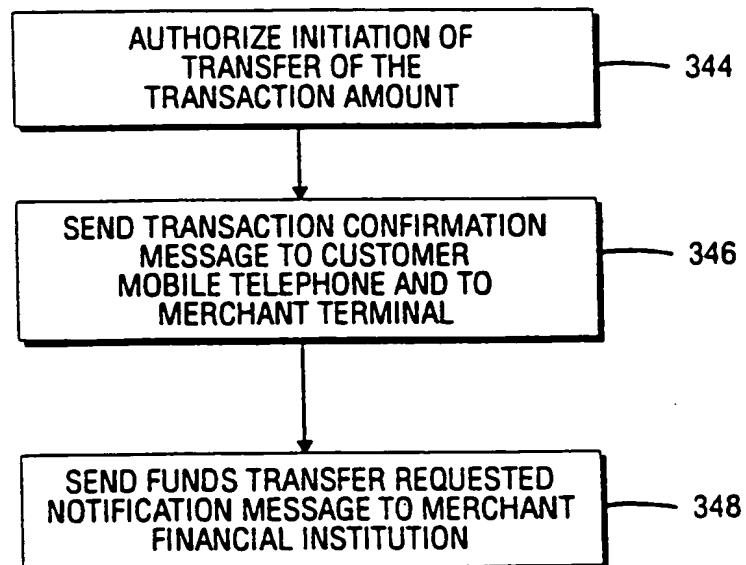 AUTHORIZE INITIATION OF
TRANSFER OF THE
TRANSACTION AMOUNT
344
SEND TRANSACTION CONFIRMATION
MESSAGE TO CUSTOMER
MOBILE TELEPHONE AND TO
MERCHANT TERMINAL
346
SEND FUNDS TRANSFER REQUESTED
NOTIFICATION MESSAGE TO MERCHANT
FINANCIAL INSTITUTION
348